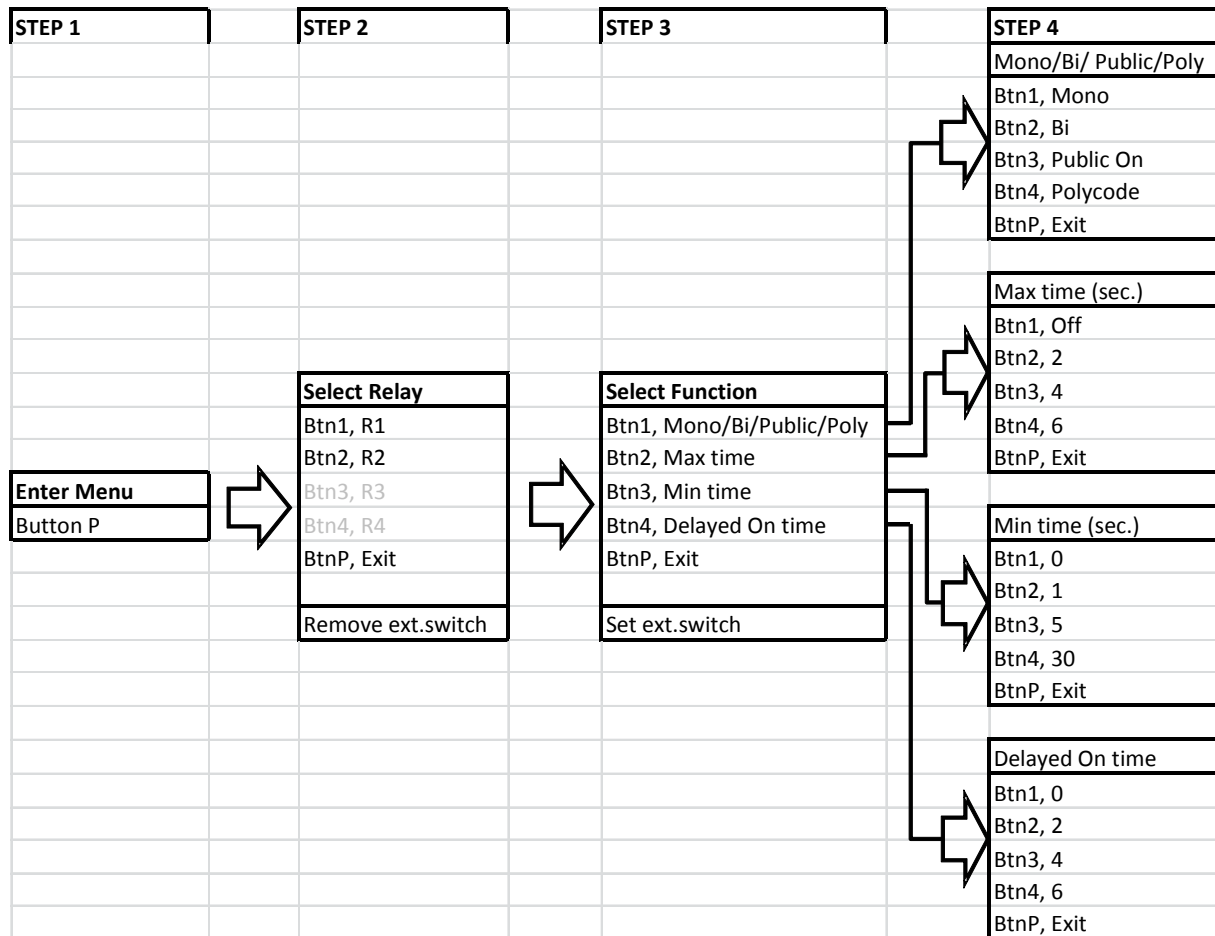 STEP 1
STEP 2
STEP 3
STEP 4
Enter Menu
Button P
Select Relay
Btn1, R1
Btn2, R2
Btn3, R3
Btn4, R4
BtnP, Exit
Remove ext.switch
Select Function
Btn1, Mono/Bi/Public/Poly
Btn2, Max time
Btn3, Min time
Btn4, Delayed On time
BtnP, Exit
Set ext.switch
Mono/Bi/ Public/Poly
Btn1, Mono
Btn2, Bi
Btn3, Public On
Btn4, Polycode
BtnP, Exit
Max time (sec.)
Btn1, Off
Btn2, 2
Btn3, 4
Btn4, 6
BtnP, Exit
Min time (sec.)
Btn1, 0
Btn2, 1
Btn3, 5
Btn4, 30
BtnP, Exit
Delayed On time
Btn1, 0
Btn2, 2
Btn3, 4
Btn4, 6
BtnP, Exit